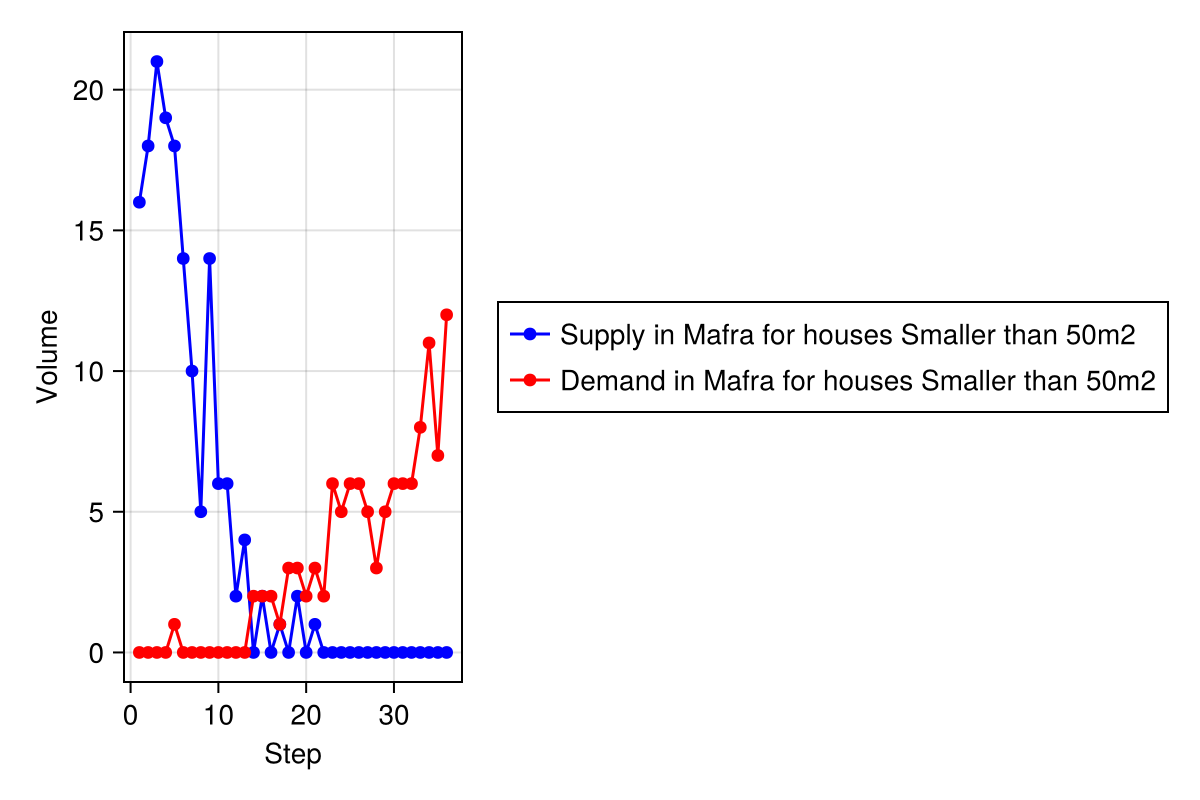 20
15
10
5
0
Volume
0 10 20 30
Step
Supply in Mafra for houses Smaller than 50m2
Demand in Mafra for houses Smaller than 50m2